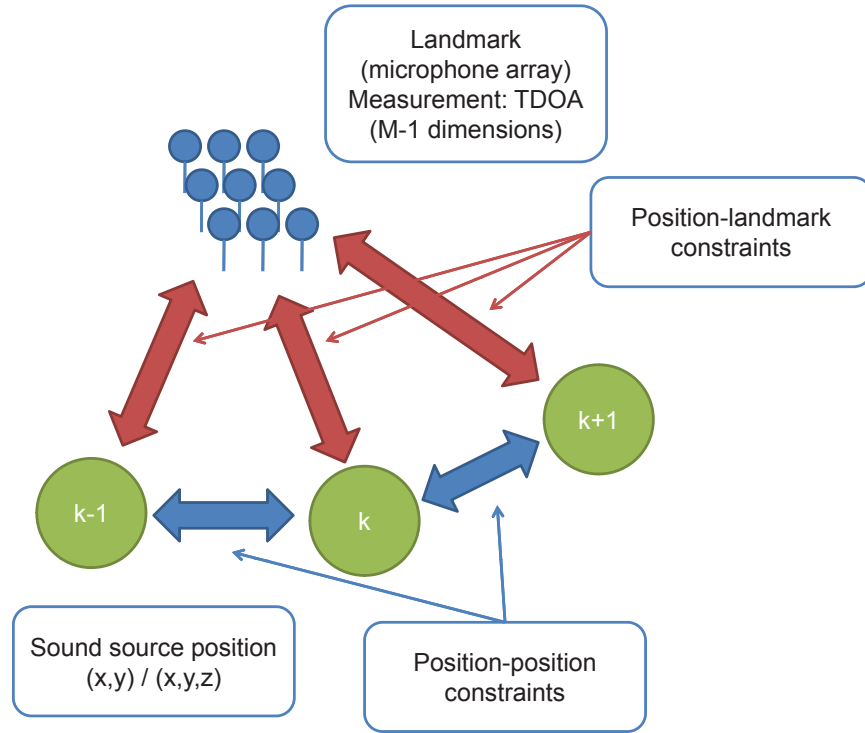 Landmark
(microphone array)
Measurement: TDOA
(M-1 dimensions)
Position-landmark
constraints
k+1
k-1
k
Sound source position
(x,y) / (x,y,z)
Position-position
constraints